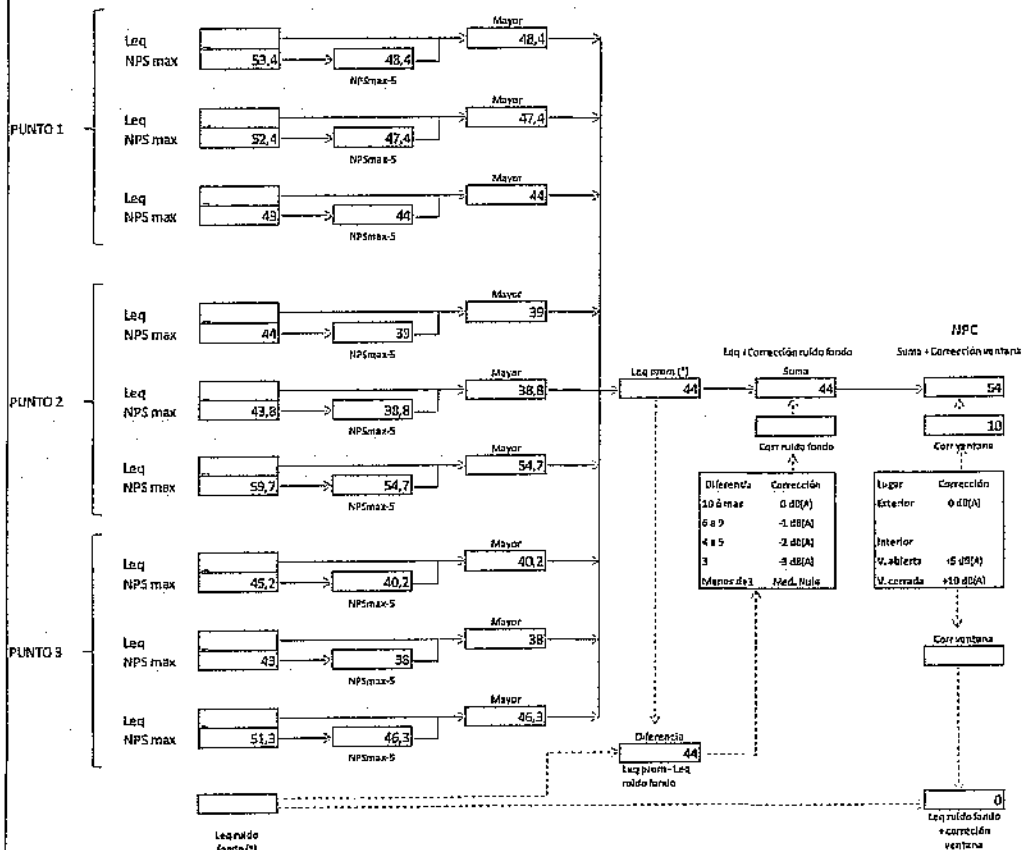 PUNTO 1
Leq
NPS max
53,4
48,4
NPSmax-5
Mayor
48,4
Leq
NPS max
52,4
47,4
NPSmax-5
Mayor
47,4
Leq
NPS max
49
44
NPSmax-5
Mayor
44
PUNTO 2
Leq
NPS max
44
39
NPSmax-5
Mayor
39
Leq
NPS max
43,8
38,8
NPSmax-5
Mayor
38,8
Leq
NPS max
59,7
54,7
NPSmax-5
Mayor
54,7
PUNTO 3
Leq
NPS max
45,2
40,2
NPSmax-5
Mayor
40,2
Leq
NPS max
43
38
NPSmax-5
Mayor
38
Leq
NPS max
51,3
46,3
NPSmax-5
Mayor
46,3
Leq ruido
fondo (*)
Leq prom (*)
44
Leq + Corrección ruido fondo
Suma
44
Corr ruido fondo
Diferencia Corrección
10 ó mas 0 dB(A)
6 a 9 -1 dB(A)
4 a 5 -2 dB(A)
3 -3 dB(A)
Menos de 3 Med. Nula
NPC
Suma + Corrección ventana
54
10
Corr ventana
Lugar Corrección
Exterior 0 dB(A)
Interior
V. abierta +5 dB(A)
V. cerrada +10 dB(A)
Corr ventana
Diferencia
44
Leq prom - Leq
ruido fondo
0
Leq ruido fondo
+ correción
ventana